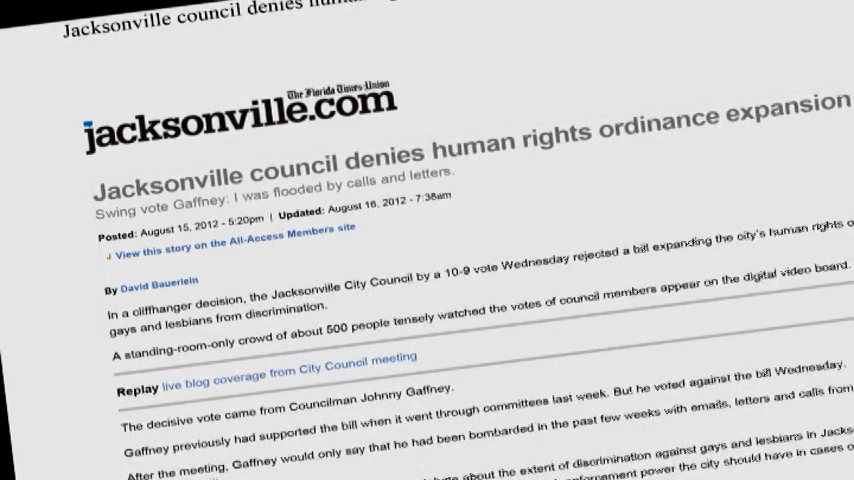 Jacksonville council denies
The Florida Times-Union
jacksonville.com
Jacksonville council denies human rights ordinance expansion
Swing vote Gaffney: I was flooded by calls and letters.
Posted: August 15, 2012 - 5:20pm | Updated: August 16, 2012 - 7:38am
View this story on the All-Access Members site
By David Bauerlein
In a cliffhanger decision, the Jacksonville City Council by a 10-9 vote Wednesday rejected a bill expanding the city's human rights
gays and lesbians from discrimination.
A standing-room-only crowd of about 500 people tensely watched the votes of council members appear on the digital video board.
Replay live blog coverage from City Council meeting
The decisive vote came from Councilman Johnny Gaffney.
Gaffney previously had supported the bill when it went through committees last week. But he voted against the bill Wednesday.
After the meeting, Gaffney would only say that he had been bombarded in the past few weeks with emails, letters and calls from
about the extent of discrimination against gays and lesbians in
power the city should have in cases